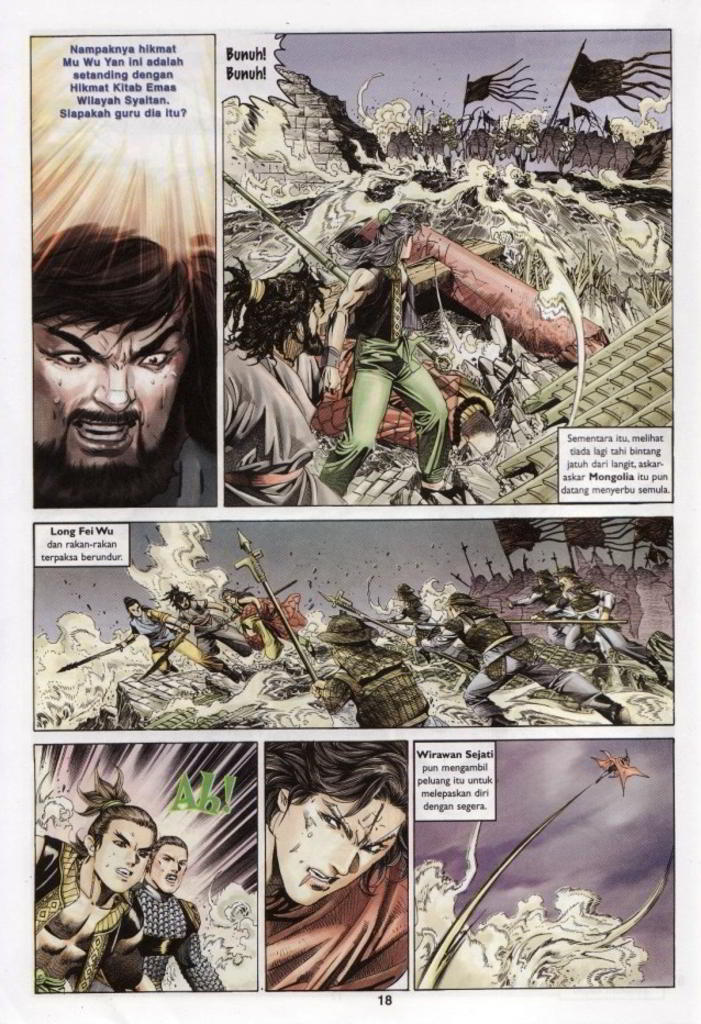 Nampaknya hikmat
Mu Wu Yan ini adalah
setanding dengan
Hikmat Kitab Emas
Wilayah Syaitan.
Siapakah guru dia itu?
Bunuh!
Bunuh!
Sementara itu, melihat
tiada lagi tahi bintang
jatuh dari langit, askar-
askar Mongolia itu pun
datang menyerbu semula.
Long Fei Wu
dan rakan-rakan
terpaksa berundur.
Ah!
Wirawan Sejati
pun mengambil
peluang itu untuk
melepaskan diri
dengan segera.
18